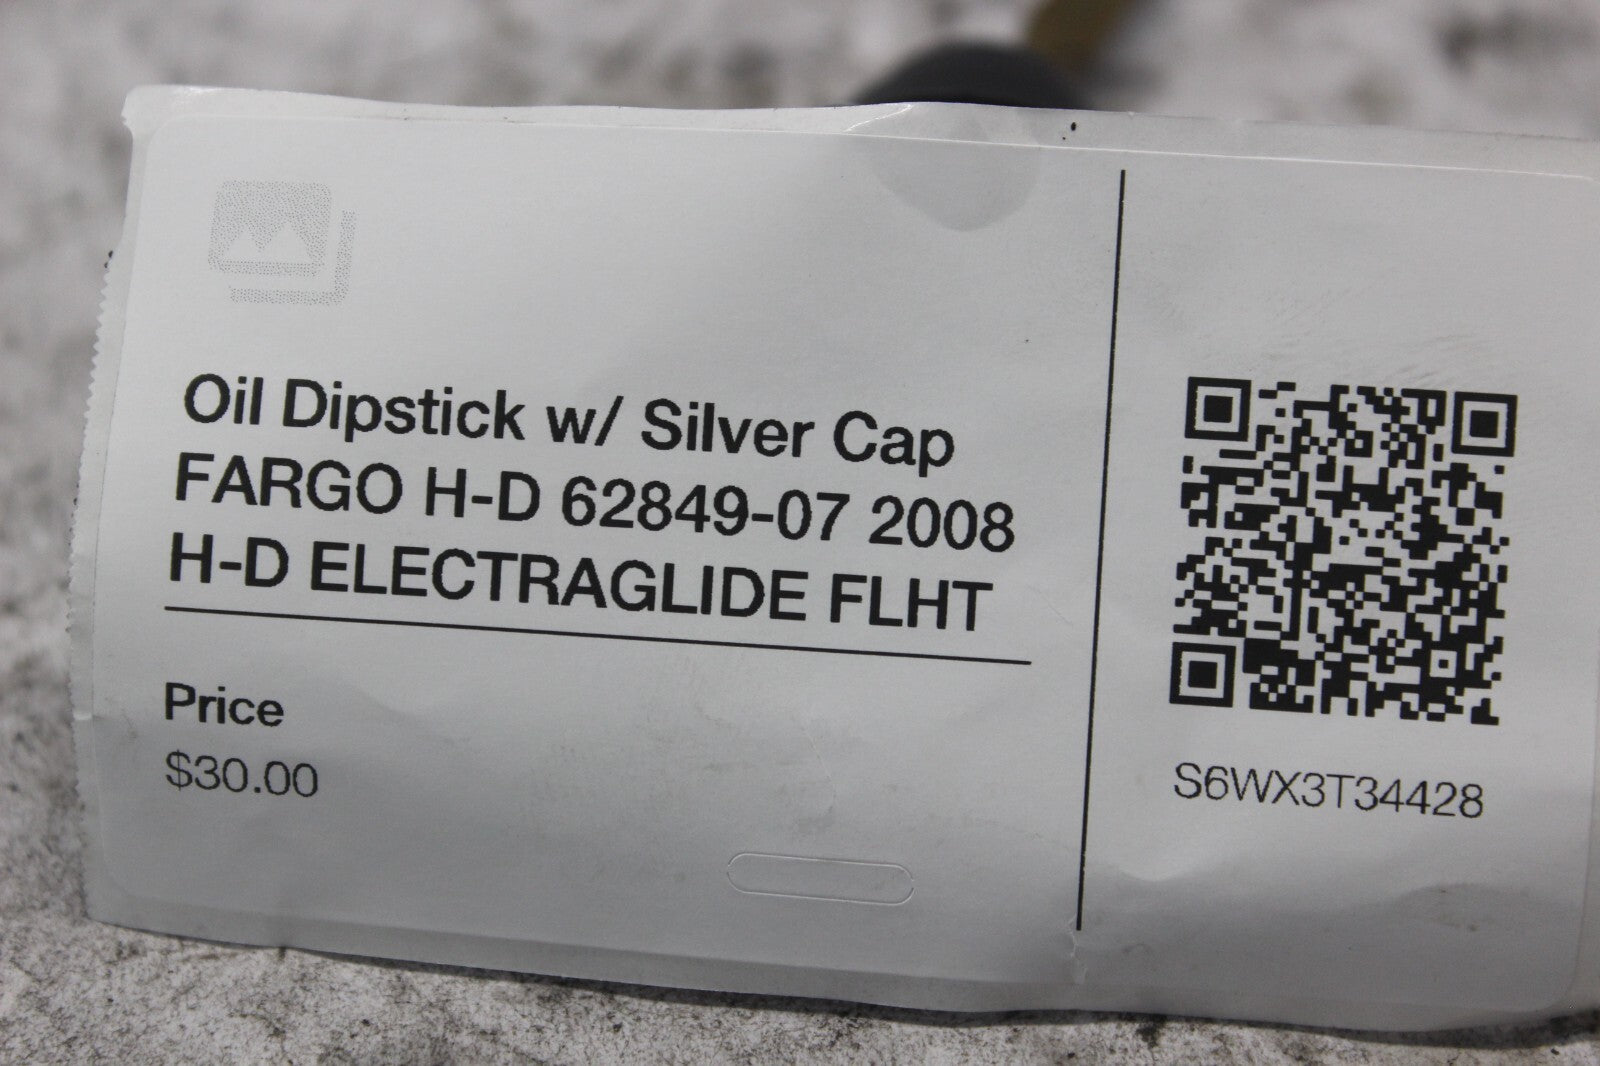 Oil Dipstick w/ Silver Cap
FARGO H-D 62849-07 2008
H-D ELECTRAGLIDE FLHT
Price
$30.00
S6WX3T34428